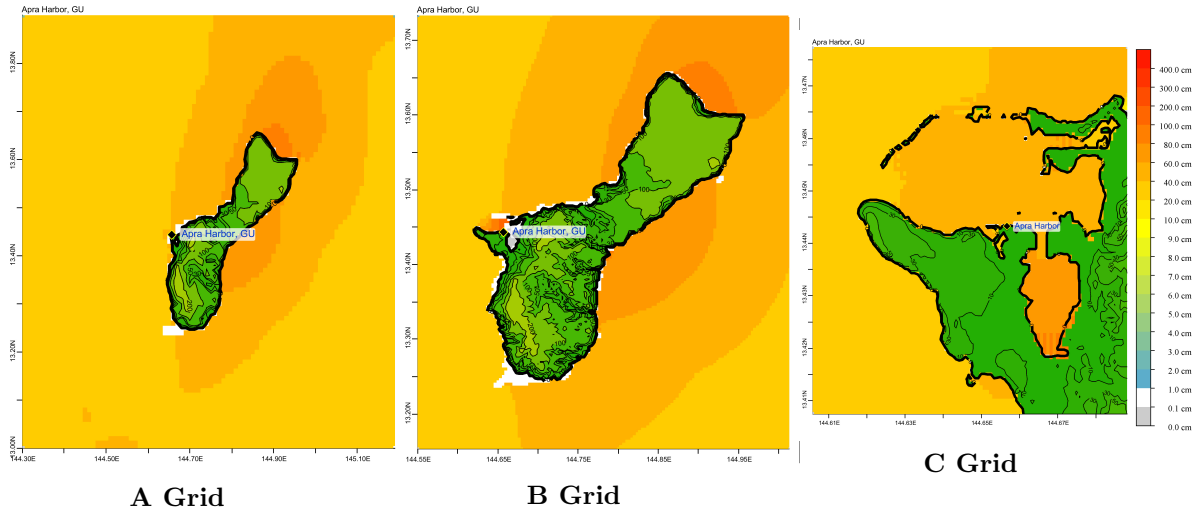 Apra Harbor, GU
13.80N
13.60N
13.40N
13.20N
13.00N
144.30E
144.50E
144.70E
144.90E
145.10E
Apra Harbor, GU
A Grid
Apra Harbor, GU
13.70N
13.60N
13.50N
13.40N
13.30N
13.20N
144.55E
144.65E
144.75E
144.85E
144.95E
Apra Harbor, GU
100
100
B Grid
Apra Harbor, GU
13.47N
13.46N
13.45N
13.44N
13.43N
13.42N
13.41N
144.61E
144.63E
144.65E
144.67E
Apra Harbor
C Grid
400.0 cm
300.0 cm
200.0 cm
100.0 cm
80.0 cm
60.0 cm
40.0 cm
20.0 cm
10.0 cm
9.0 cm
8.0 cm
7.0 cm
6.0 cm
5.0 cm
4.0 cm
3.0 cm
2.0 cm
1.0 cm
0.1 cm
0.0 cm